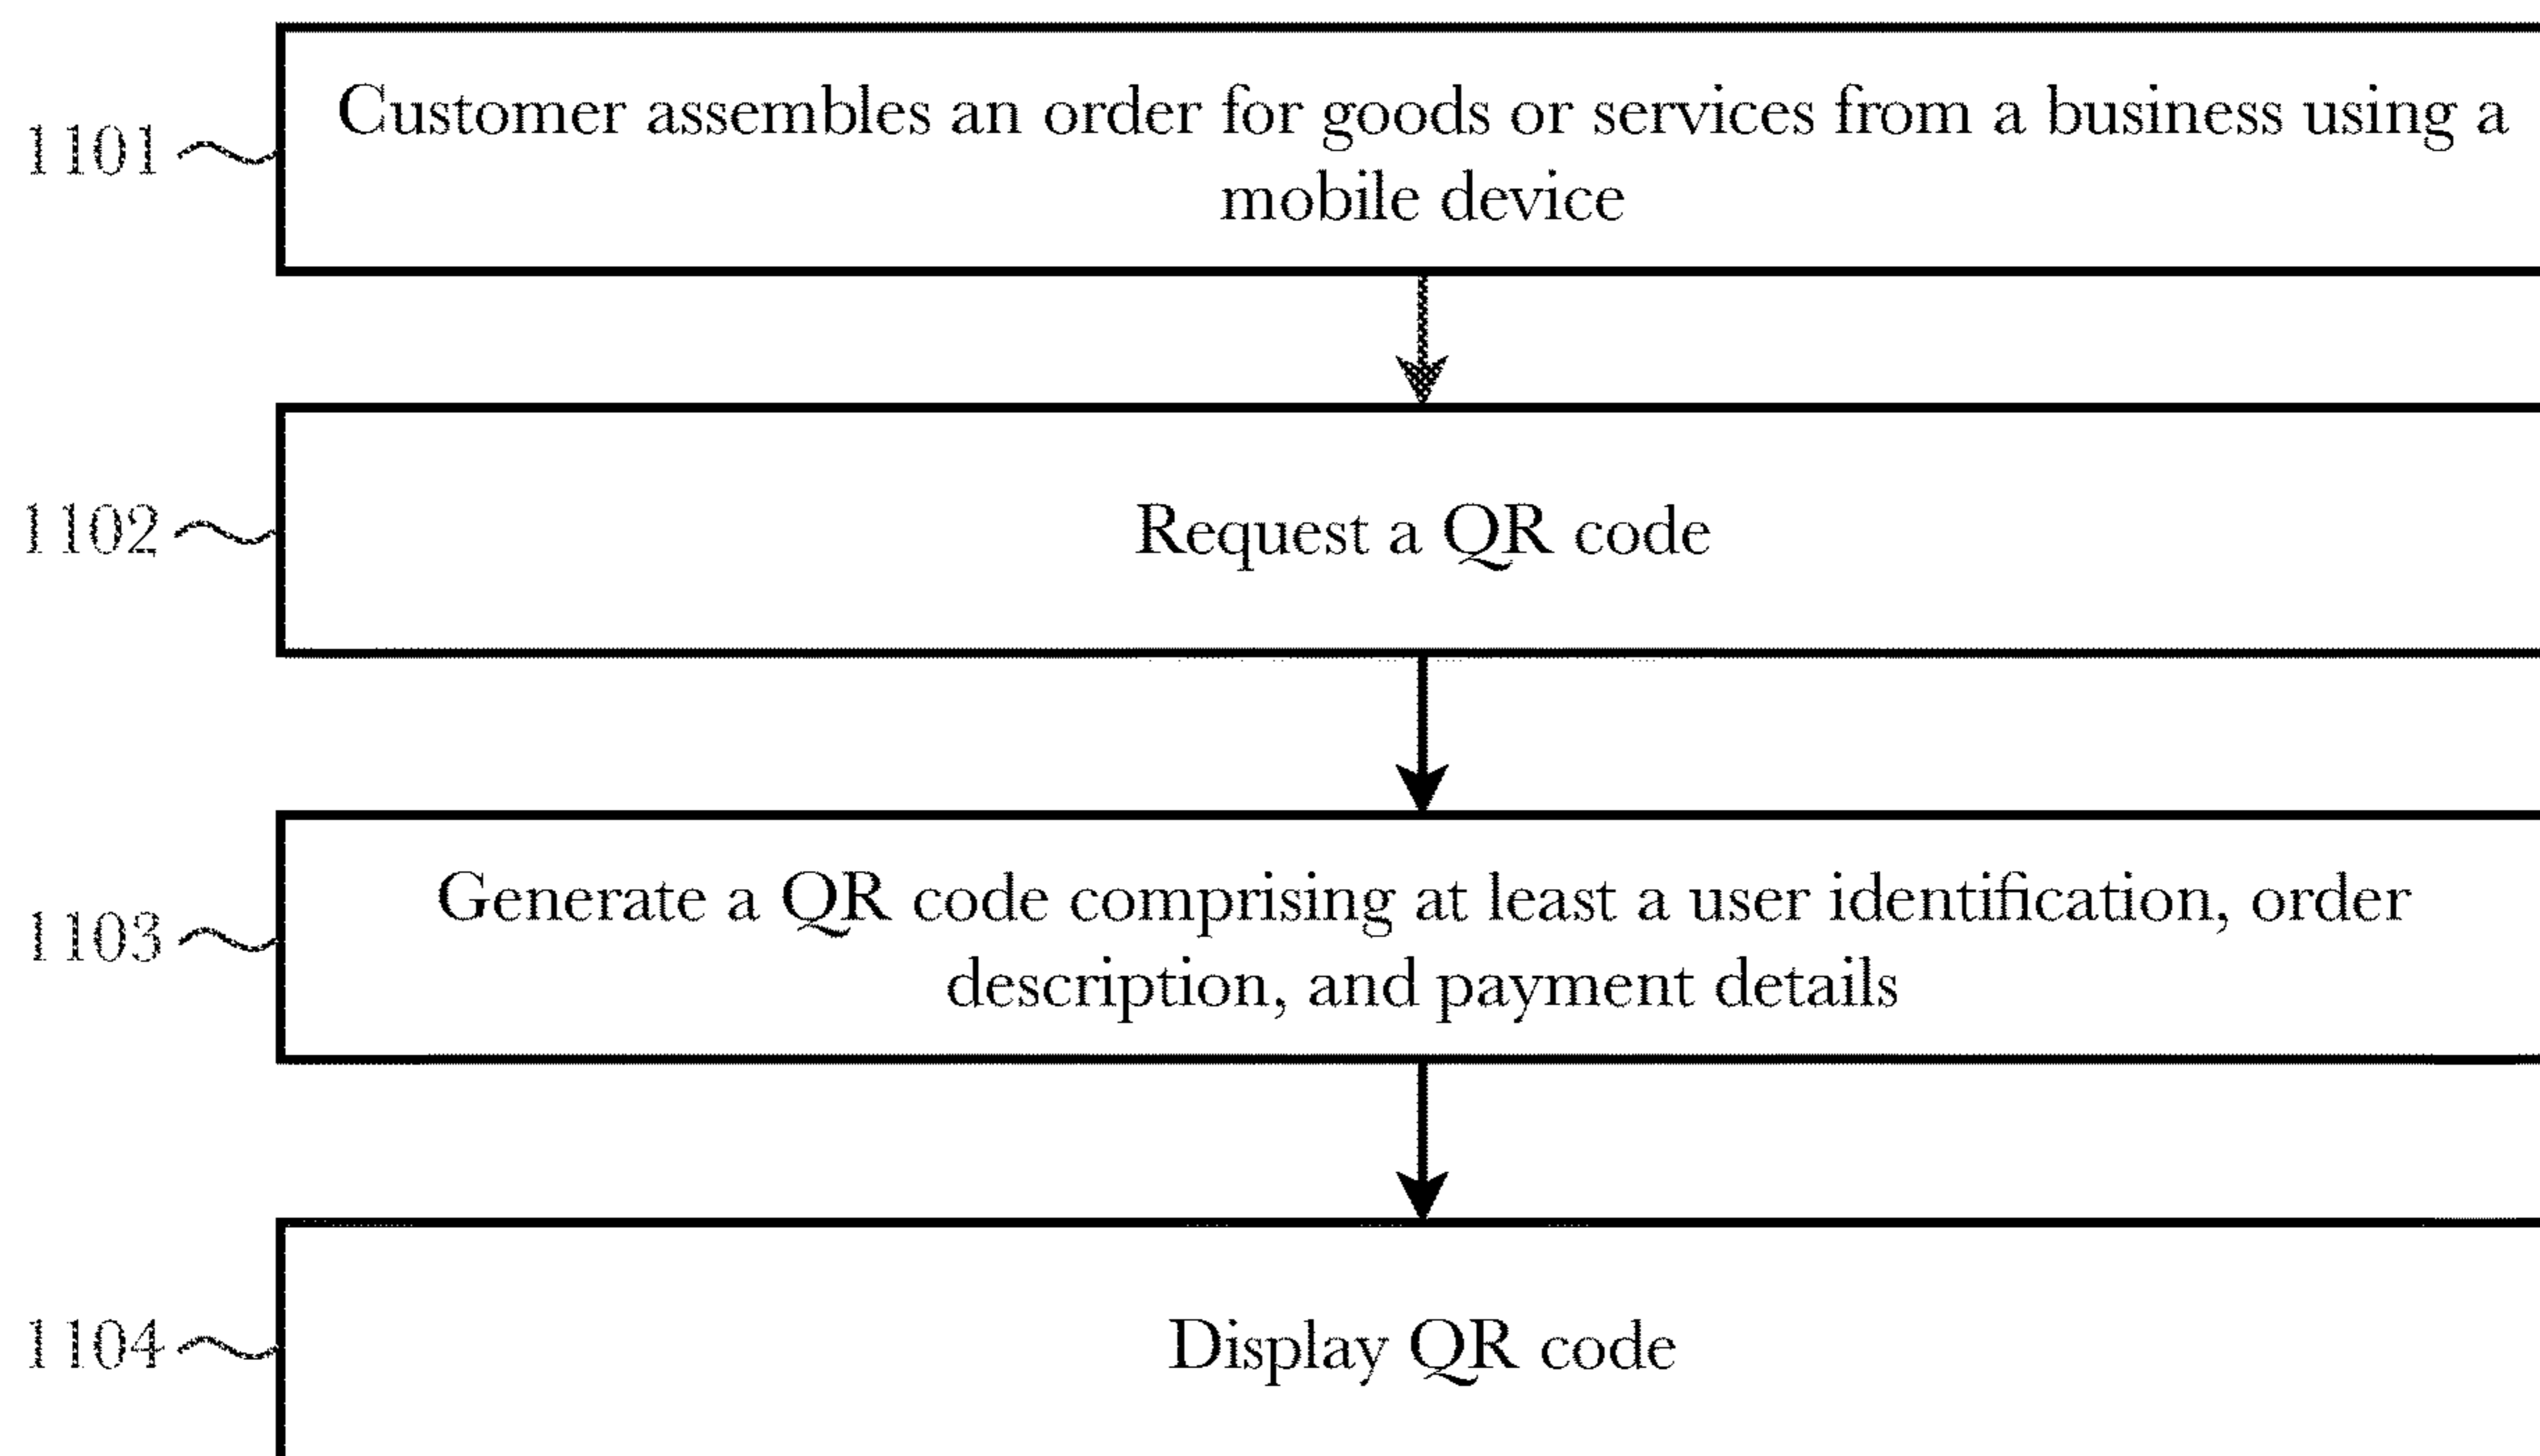 1101
Customer assembles an order for goods or services from a business using a
mobile device
1102
Request a QR code
1103
Generate a QR code comprising at least a user identification, order
description, and payment details
1104
Display QR code